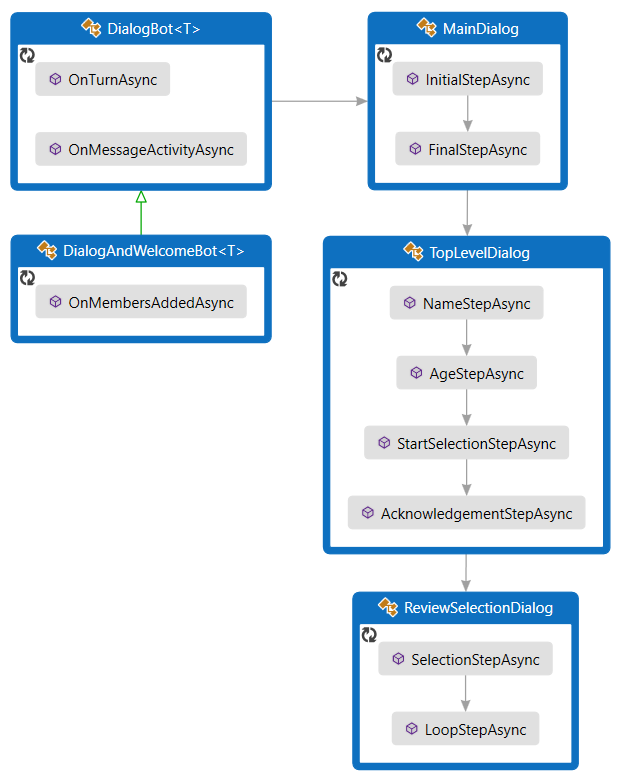 DialogBot<T>
OnTurnAsync
OnMessageActivityAsync
DialogAndWelcomeBot<T>
OnMembersAddedAsync
MainDialog
InitialStepAsync
FinalStepAsync
TopLevelDialog
NameStepAsync
AgeStepAsync
StartSelectionStepAsync
AcknowledgementStepAsync
ReviewSelectionDialog
SelectionStepAsync
LoopStepAsync